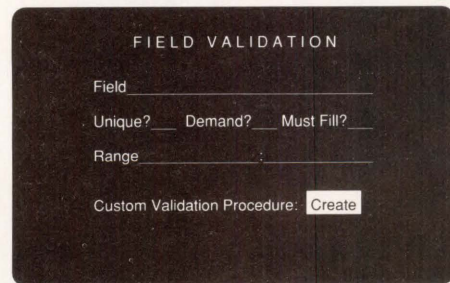 FIELD VALIDATION
Field
Unique? Demand? Must Fill?
Range :
Custom Validation Procedure: Create